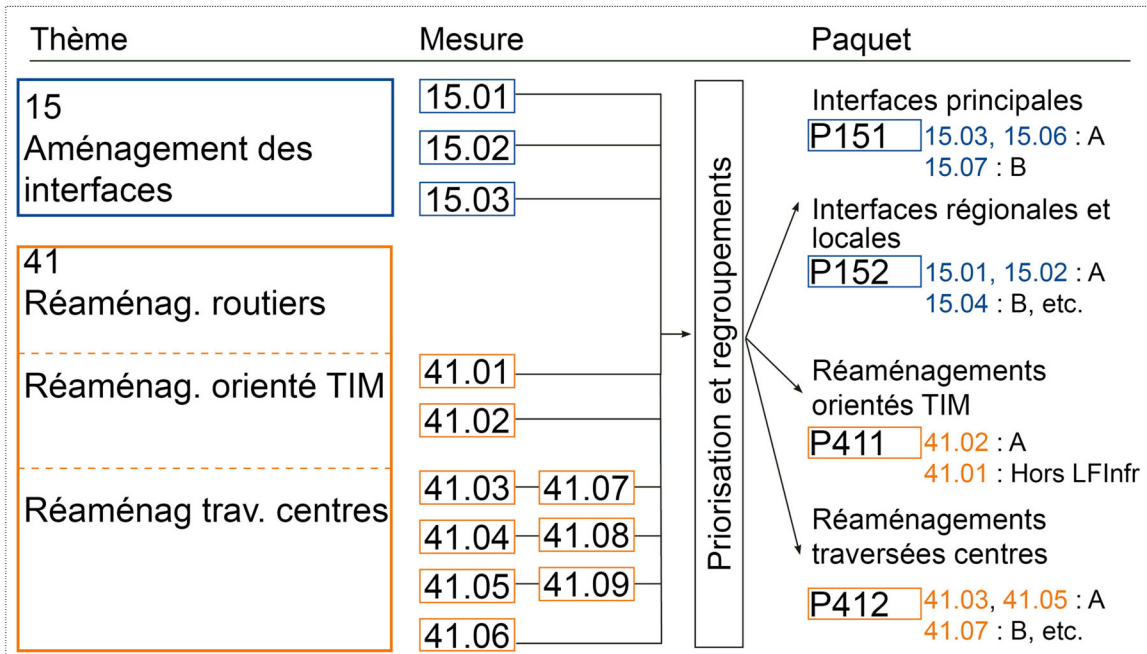 Thème
Mesure
Paquet
15
Aménagement des
interfaces
15.01
15.02
15.03
41
Réaménag. routiers
Réaménag. orienté TIM
41.01
41.02
Réaménag trav. centres
41.03 41.07
41.04 41.08
41.05 41.09
41.06
Priorisation et regroupements
Interfaces principales
P151 15.03, 15.06 : A
15.07 : B
Interfaces régionales et
locales
P152 15.01, 15.02 : A
15.04 : B, etc.
Réaménagements
orientés TIM
P411 41.02 : A
41.01 : Hors LFInfr
Réaménagements
traversées centres
P412 41.03, 41.05 : A
41.07 : B, etc.